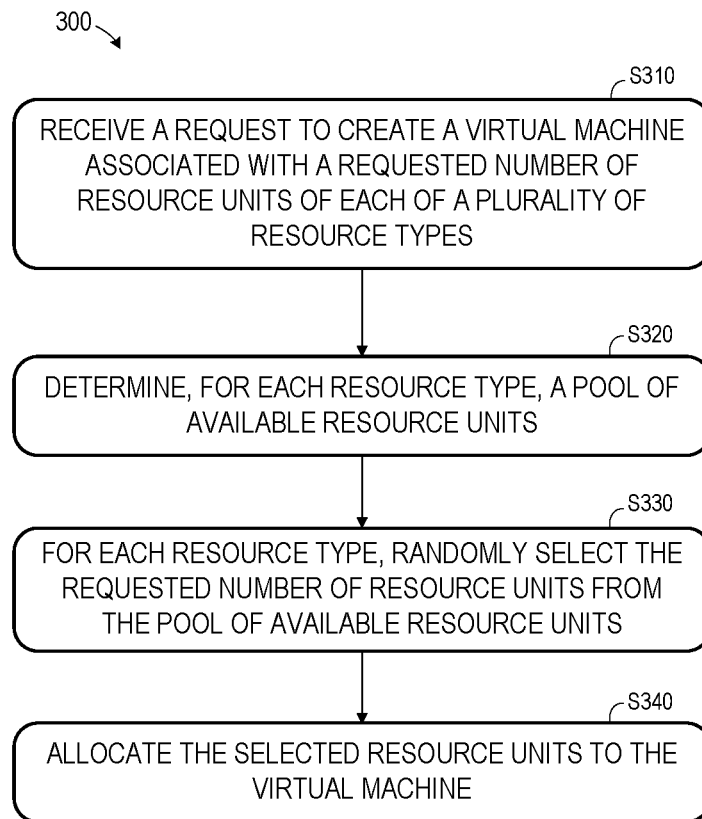 300
S310
RECEIVE A REQUEST TO CREATE A VIRTUAL MACHINE
ASSOCIATED WITH A REQUESTED NUMBER OF
RESOURCE UNITS OF EACH OF A PLURALITY OF
RESOURCE TYPES
S320
DETERMINE, FOR EACH RESOURCE TYPE, A POOL OF
AVAILABLE RESOURCE UNITS
S330
FOR EACH RESOURCE TYPE, RANDOMLY SELECT THE
REQUESTED NUMBER OF RESOURCE UNITS FROM
THE POOL OF AVAILABLE RESOURCE UNITS
S340
ALLOCATE THE SELECTED RESOURCE UNITS TO THE
VIRTUAL MACHINE